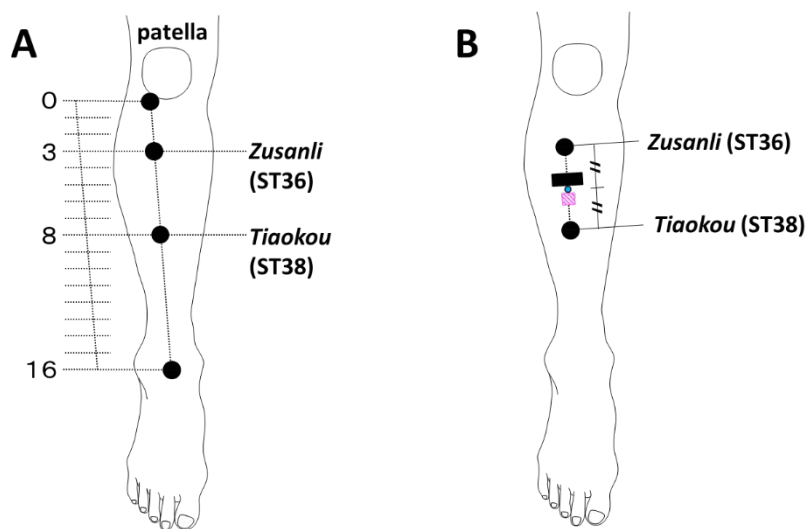 A
patella
0
3
Zusanli
(ST36)
8
Tiaokou
(ST38)
16
B
Zusanli (ST36)
Tiaokou (ST38)